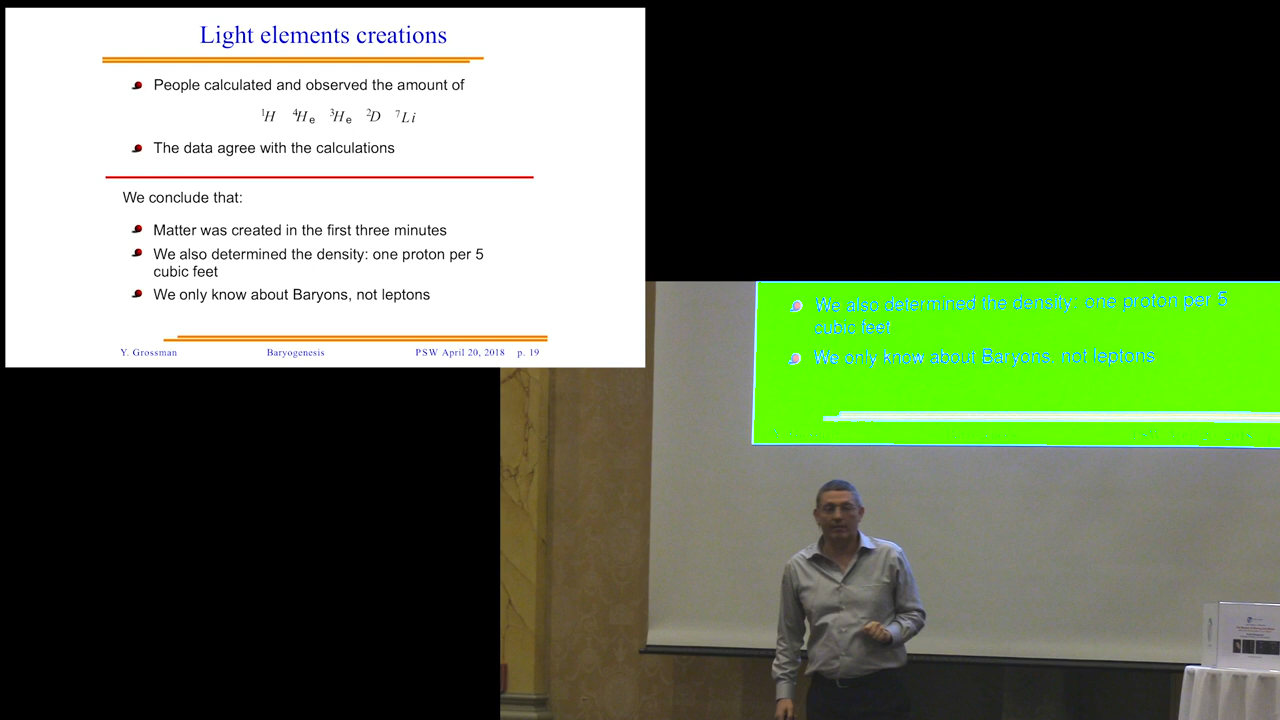 Light elements creations
People calculated and observed the amount of
¹H ⁴He ³He ²D ⁷Li
The data agree with the calculations
We conclude that:
Matter was created in the first three minutes
We also determined the density: one proton per 5
cubic feet
We only know about Baryons, not leptons
Y. Grossman Baryogenesis PSW April 20, 2018 p. 19
We also determined the density: one proton per 5
cubic feet
We only know about Baryons, not leptons